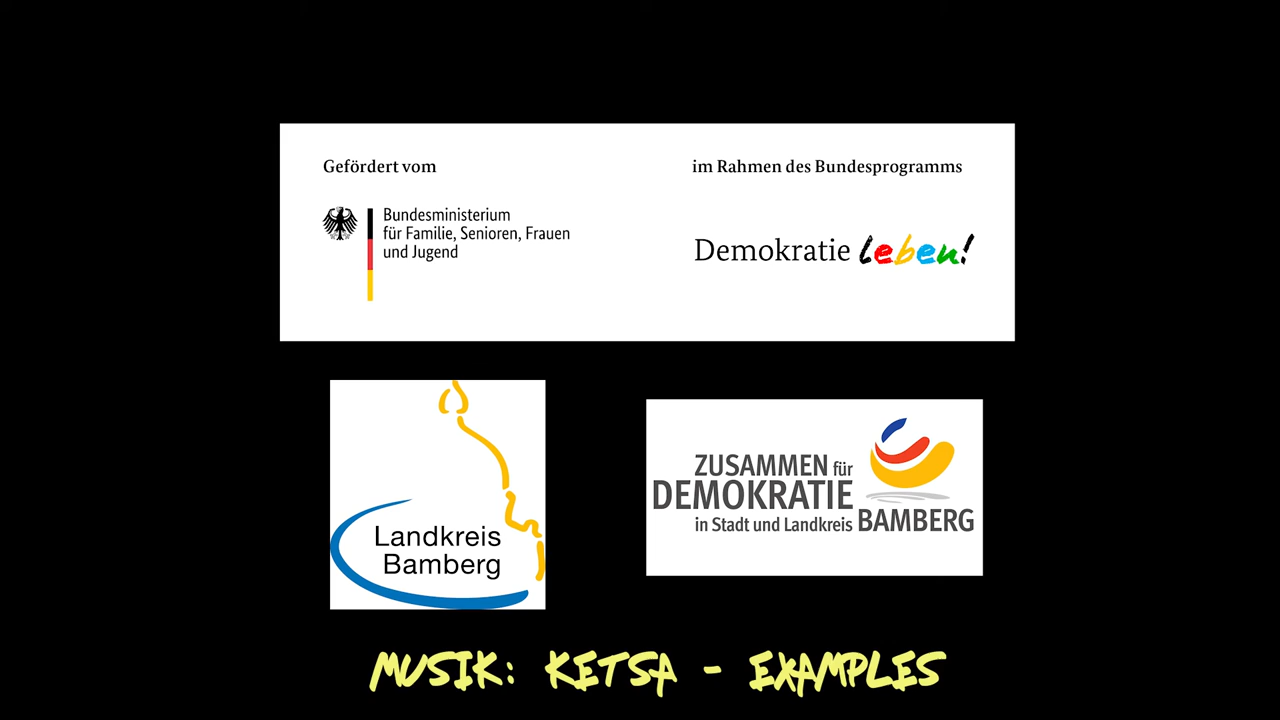 Gefördert vom
im Rahmen des Bundesprogramms
Bundesministerium
für Familie, Senioren, Frauen
und Jugend
Demokratie leben!
Landkreis
Bamberg
ZUSAMMEN für
DEMOKRATIE
in Stadt und Landkreis BAMBERG
MUSIK: KETSA - EXAMPLES